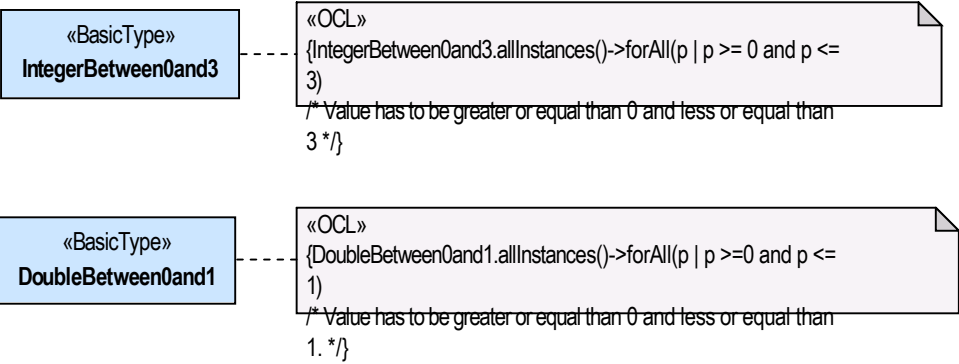 «BasicType»
IntegerBetween0and3
«OCL»
{IntegerBetween0and3.allInstances()->forAll(p | p >= 0 and p <=
3)
/* Value has to be greater or equal than 0 and less or equal than
3 */}
«BasicType»
DoubleBetween0and1
«OCL»
{DoubleBetween0and1.allInstances()->forAll(p | p >=0 and p <=
1)
/* Value has to be greater or equal than 0 and less or equal than
1. */}